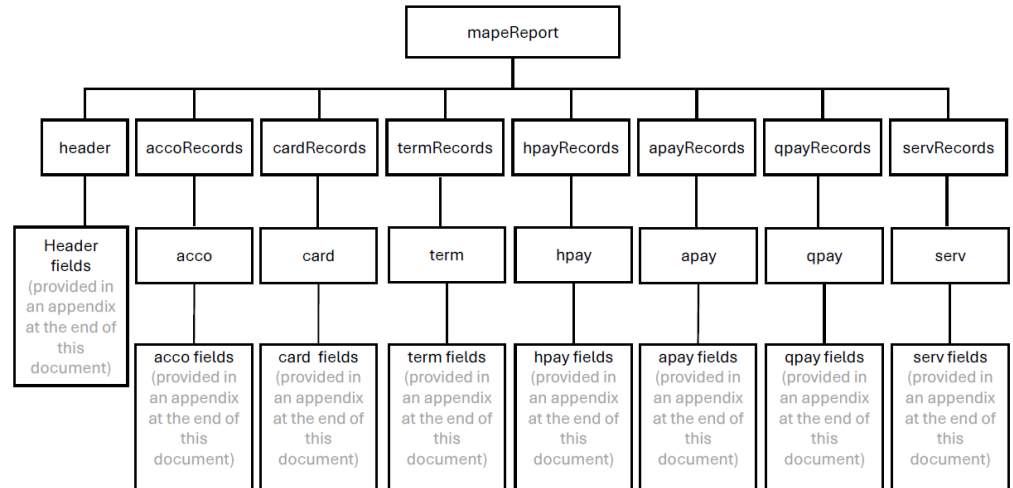 mapeReport
header
accoRecords
cardRecords
termRecords
hpayRecords
apayRecords
qpayRecords
servRecords
Header
fields
(provided in
an appendix
at the end of
this
document)
acco
card
term
hpay
apay
qpay
serv
acco fields
(provided in
an appendix
at the end of
this
document)
card fields
(provided in
an appendix
at the end of
this
document)
term fields
(provided in
an appendix
at the end of
this
document)
hpay fields
(provided in
an appendix
at the end of
this
document)
apay fields
(provided in
an appendix
at the end of
this
document)
qpay fields
(provided in
an appendix
at the end of
this
document)
serv fields
(provided in
an appendix
at the end of
this
document)